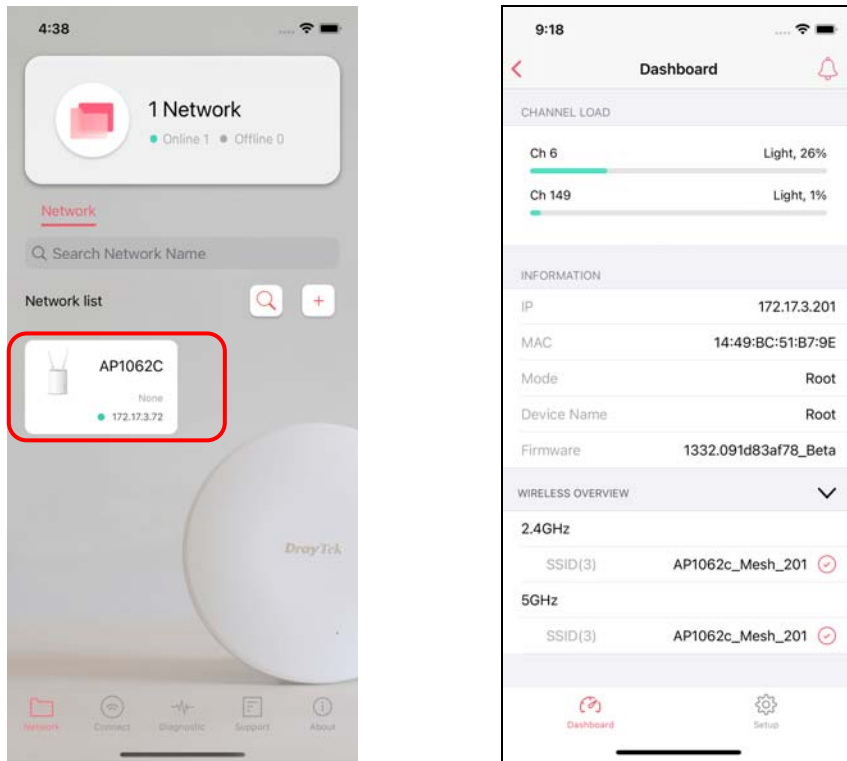 4:38
1 Network
Online 1 Offline 0
Network
Search Network Name
Network list
+
AP1062C
None
172.17.3.72
DrayTek
Network Connect Diagnostic Support About
9:18
Dashboard
CHANNEL LOAD
Ch 6 Light, 26%
Ch 149 Light, 1%
INFORMATION
IP 172.17.3.201
MAC 14:49:BC:51:B7:9E
Mode Root
Device Name Root
Firmware 1332.091d83af78_Beta
WIRELESS OVERVIEW
2.4GHz
SSID(3) AP1062c_Mesh_201
5GHz
SSID(3) AP1062c_Mesh_201
Dashboard Setup